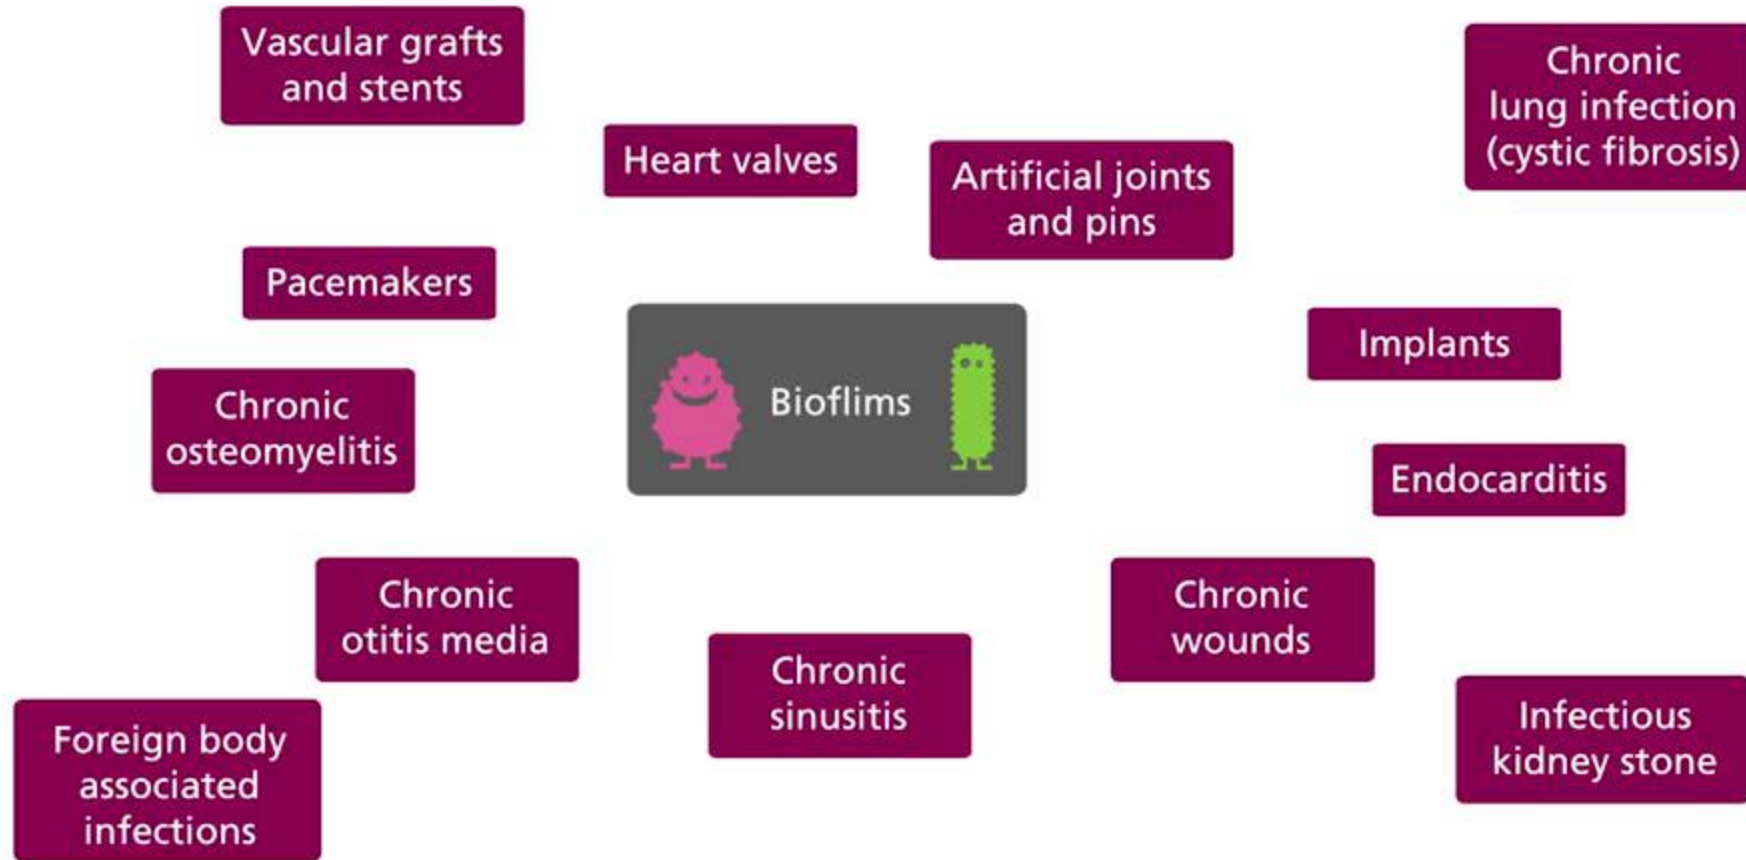 Vascular grafts
and stents
Chronic
lung infection
(cystic fibrosis)
Heart valves
Artificial joints
and pins
Pacemakers
Implants
Chronic
osteomyelitis
Bioflims
Endocarditis
Chronic
otitis media
Chronic
wounds
Chronic
sinusitis
Infectious
kidney stone
Foreign body
associated
infections